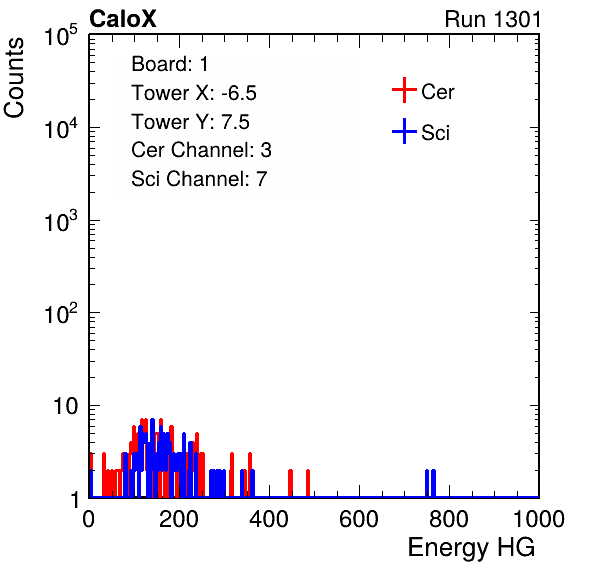 CaloX Run 1301
Counts
Board: 1
Tower X: -6.5
Tower Y: 7.5
Cer Channel: 3
Sci Channel: 7
Cer
Sci
10^5
10^4
10^3
10^2
10
1
0 200 400 600 800 1000
Energy HG